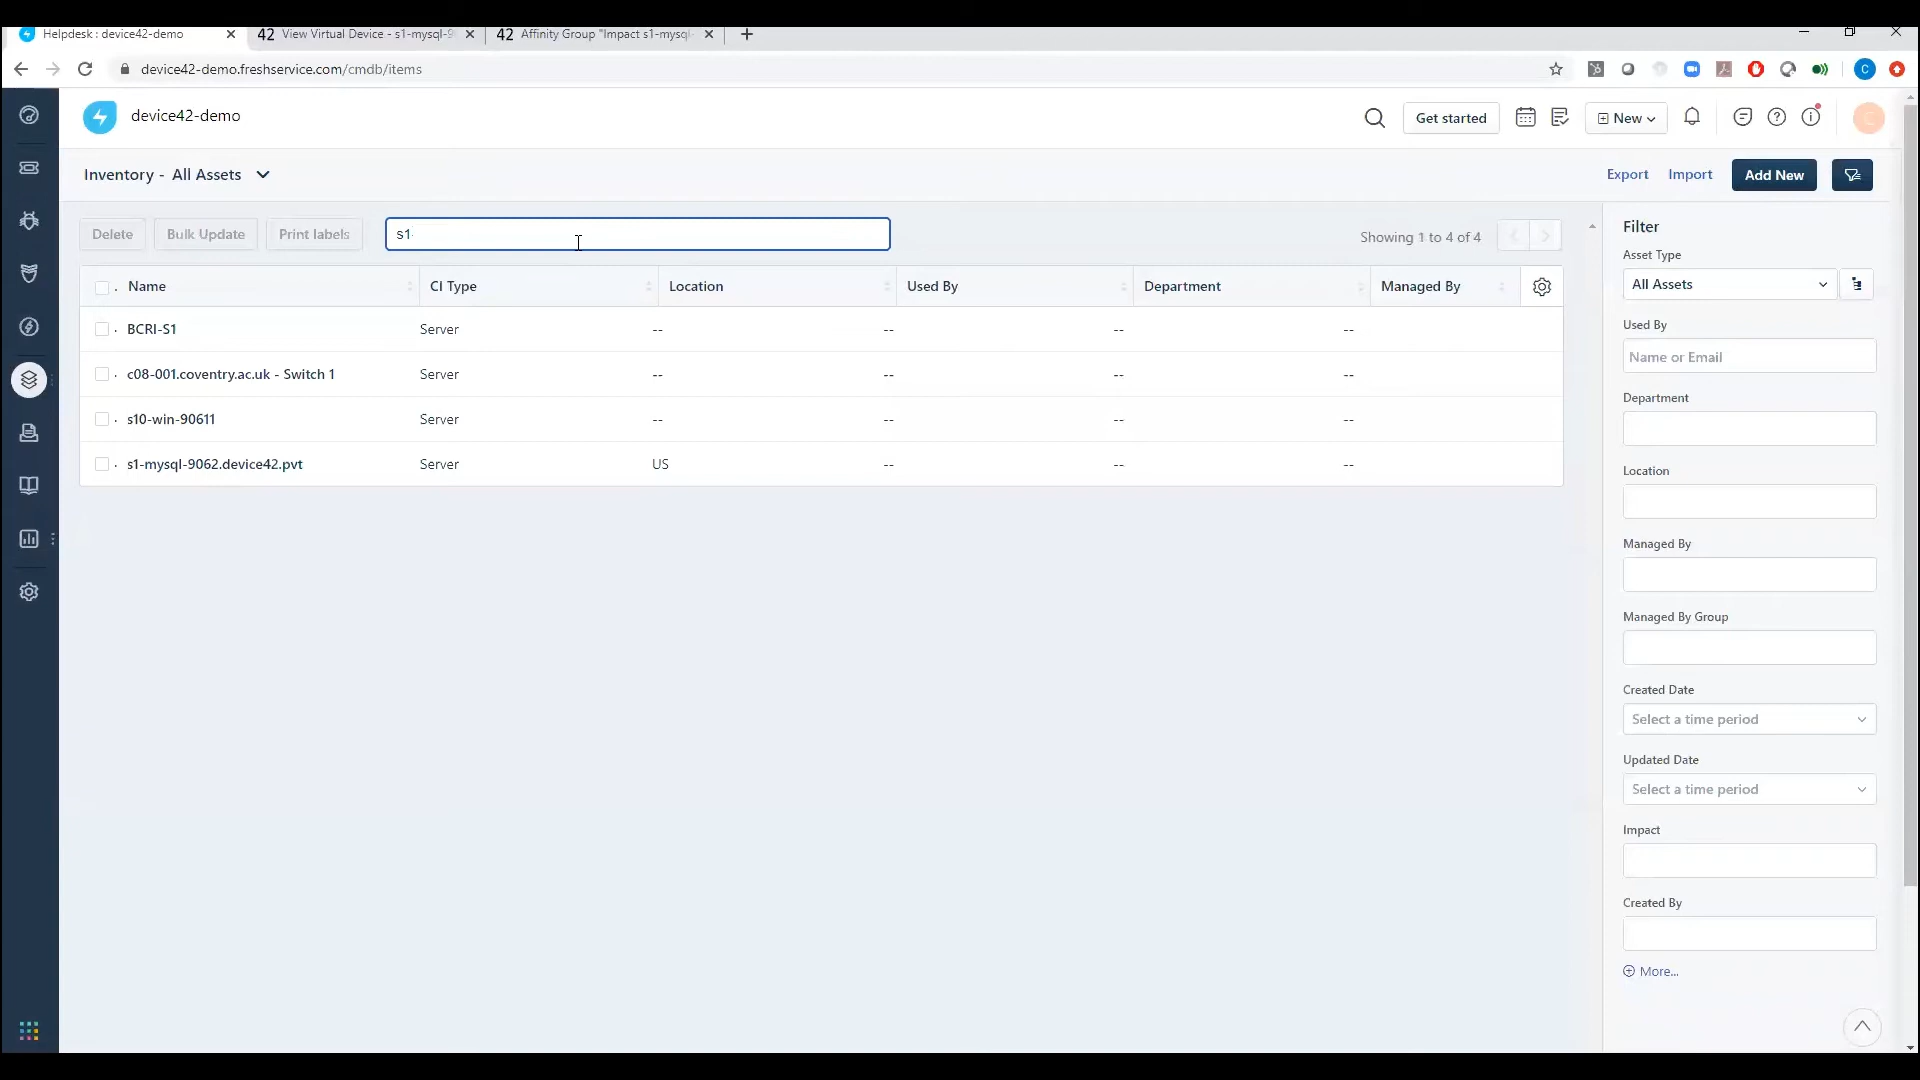 Helpdesk : device42-demo
42 View Virtual Device - s1-mysql-9
42 Affinity Group "Impact s1-mysql-
device42-demo.freshservice.com/cmdb/items
C
device42-demo
Get started
New
C
Inventory - All Assets
Export
Import
Add New
Delete
Bulk Update
Print labels
s1-
Showing 1 to 4 of 4
Name
CI Type
Location
Used By
Department
Managed By
BCRI-S1 Server -- -- -- --
c08-001.coventry.ac.uk - Switch 1 Server -- -- -- --
s10-win-90611 Server -- -- -- --
s1-mysql-9062.device42.pvt Server US -- -- --
Filter
Asset Type
All Assets
Used By
Name or Email
Department
Location
Managed By
Managed By Group
Created Date
Select a time period
Updated Date
Select a time period
Impact
Created By
More...